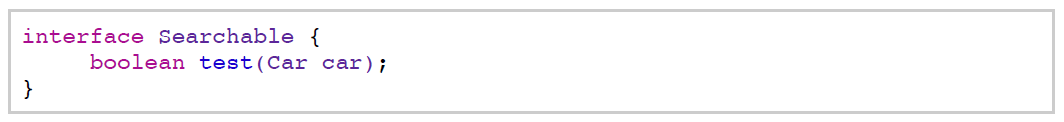 interface Searchable {
     boolean test(Car car);
}